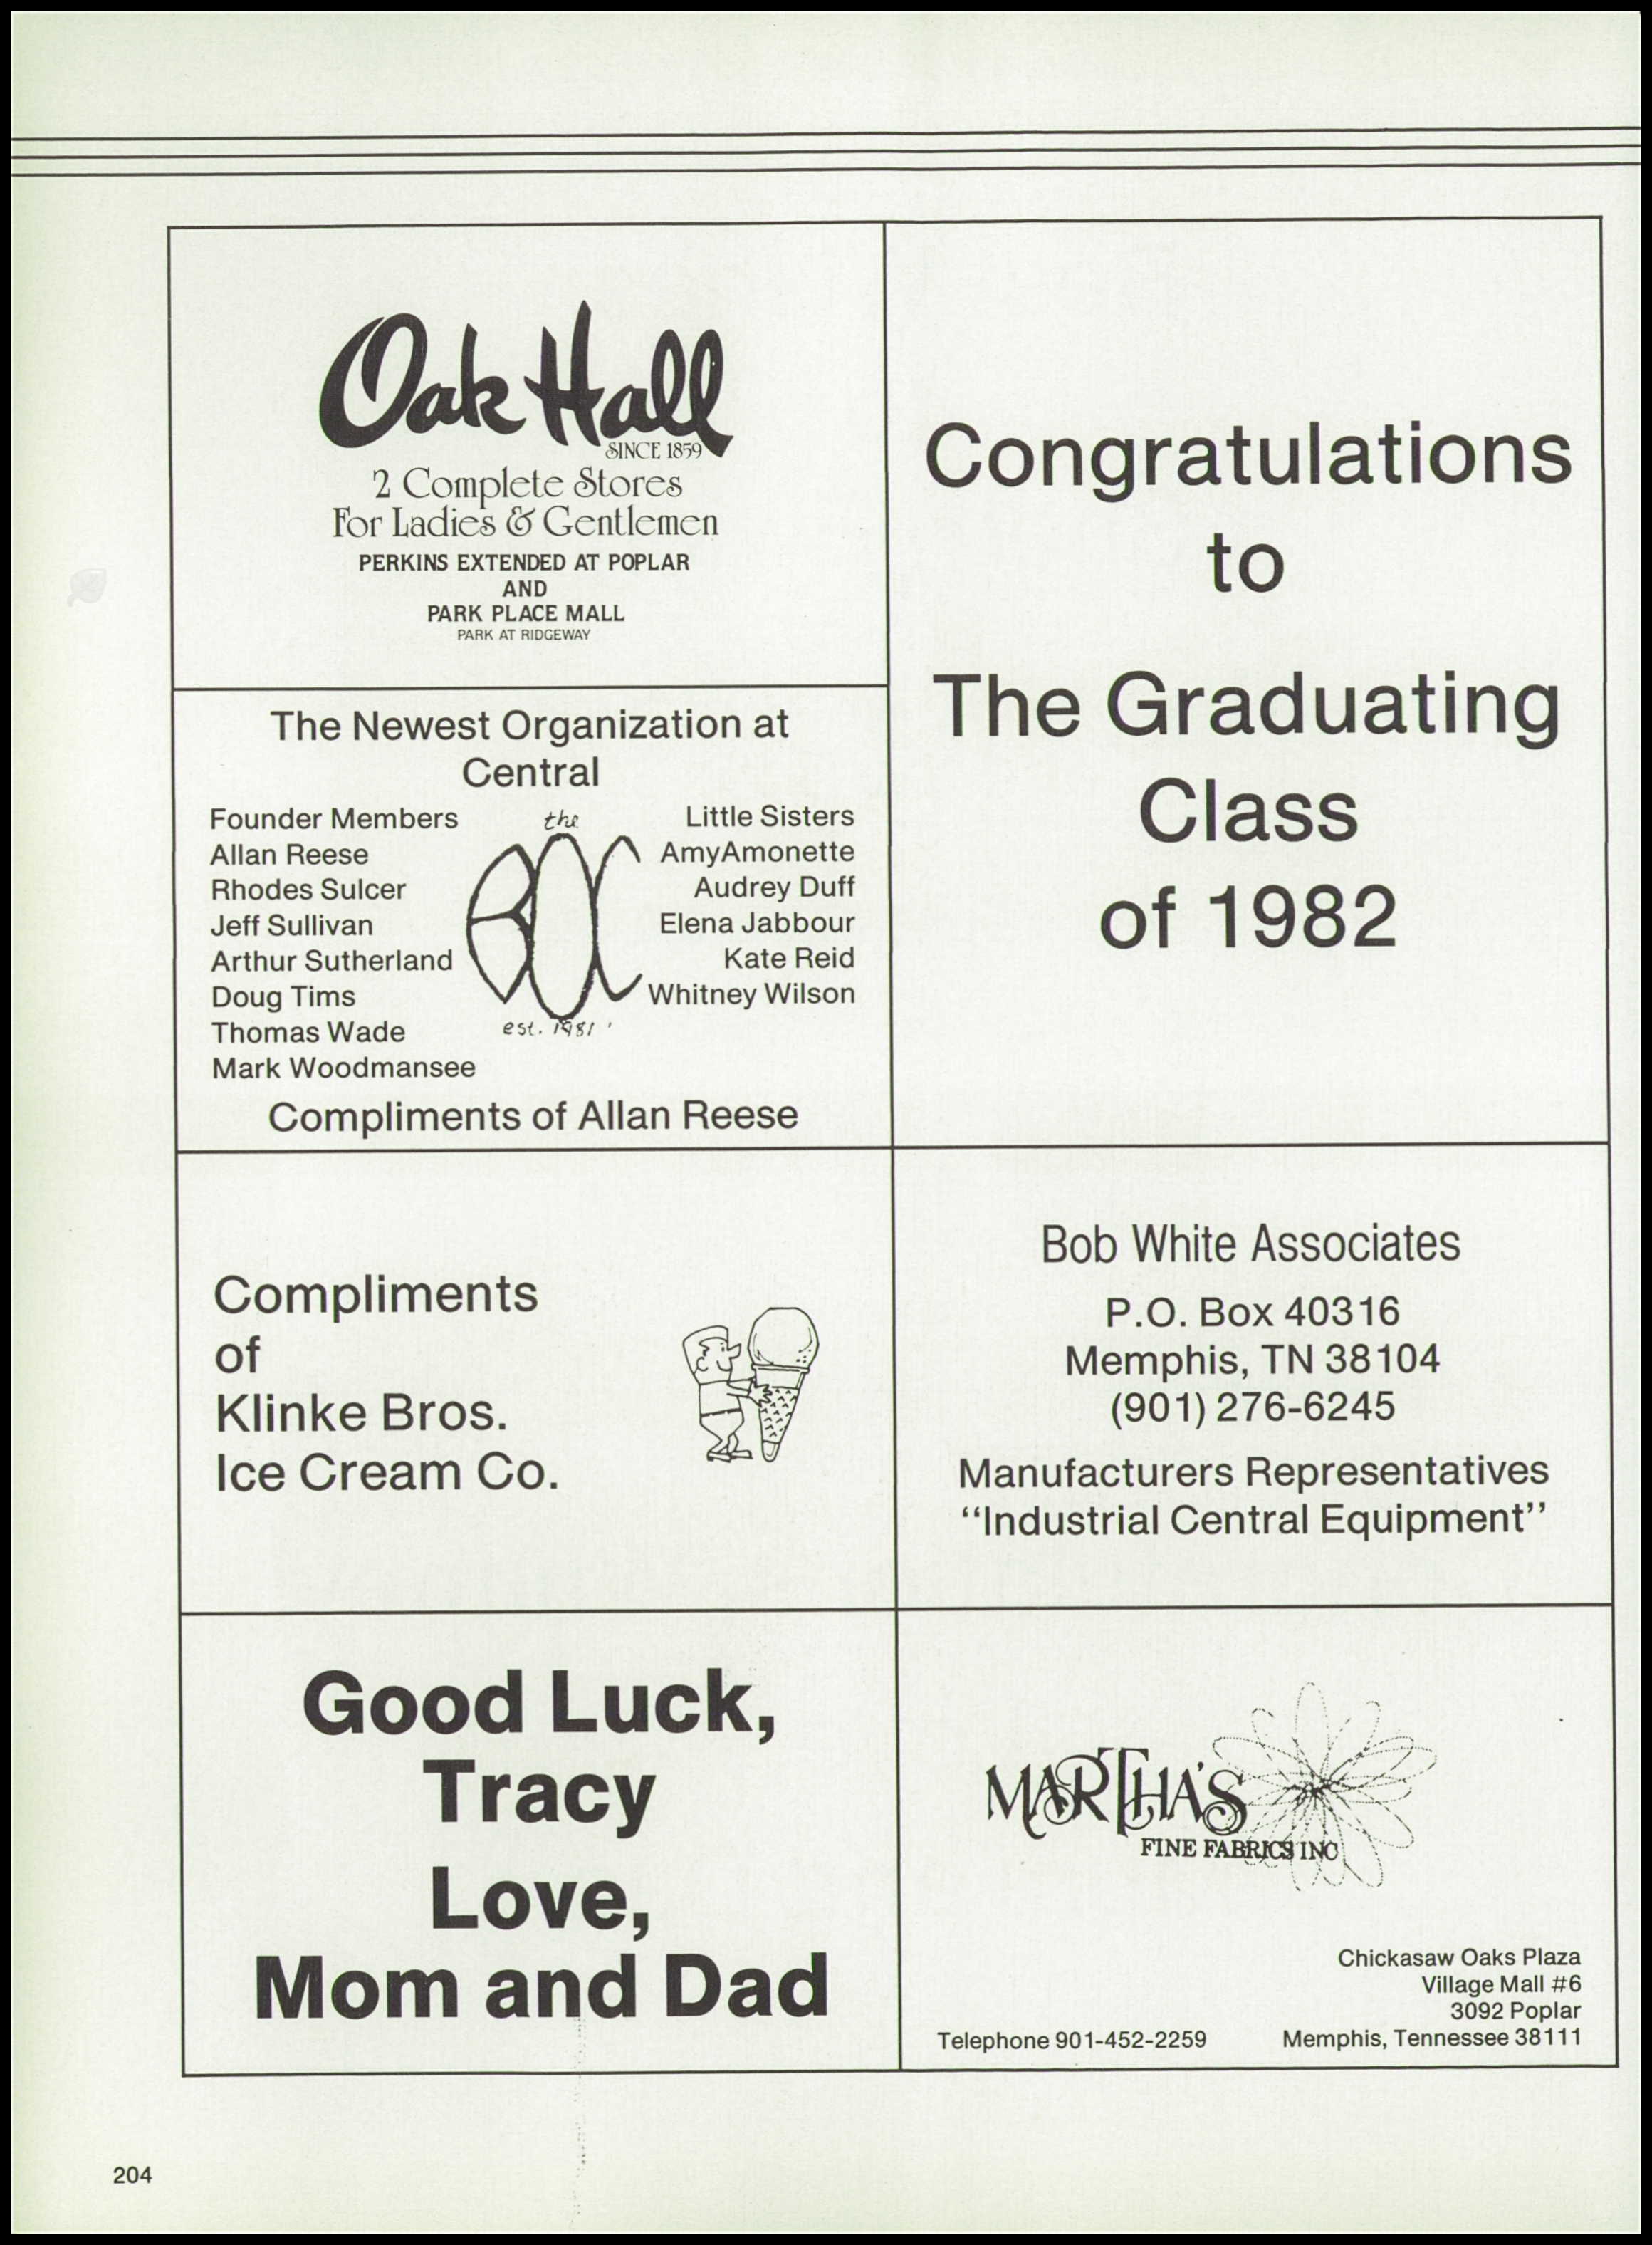 Oak Hall
SINCE 1859
2 Complete Stores
For Ladies & Gentlemen
PERKINS EXTENDED AT POPLAR
AND
PARK PLACE MALL
PARK AT RIDGEWAY
Congratulations
to
The Graduating
Class
of 1982
The Newest Organization at
Central
Founder Members
Allan Reese
Rhodes Sulcer
Jeff Sullivan
Arthur Sutherland
Doug Tims
Thomas Wade
Mark Woodmansee
the
BOC
est. 1981
Little Sisters
AmyAmonette
Audrey Duff
Elena Jabbour
Kate Reid
Whitney Wilson
Compliments of Allan Reese
Compliments
of
Klinke Bros.
Ice Cream Co.
Bob White Associates
P.O. Box 40316
Memphis, TN 38104
(901) 276-6245
Manufacturers Representatives
‘‘Industrial Central Equipment’’
Good Luck,
Tracy
Love,
Mom and Dad
MARTHA'S
FINE FABRICS INC
Chickasaw Oaks Plaza
Village Mall #6
3092 Poplar
Telephone 901-452-2259 Memphis, Tennessee 38111
204